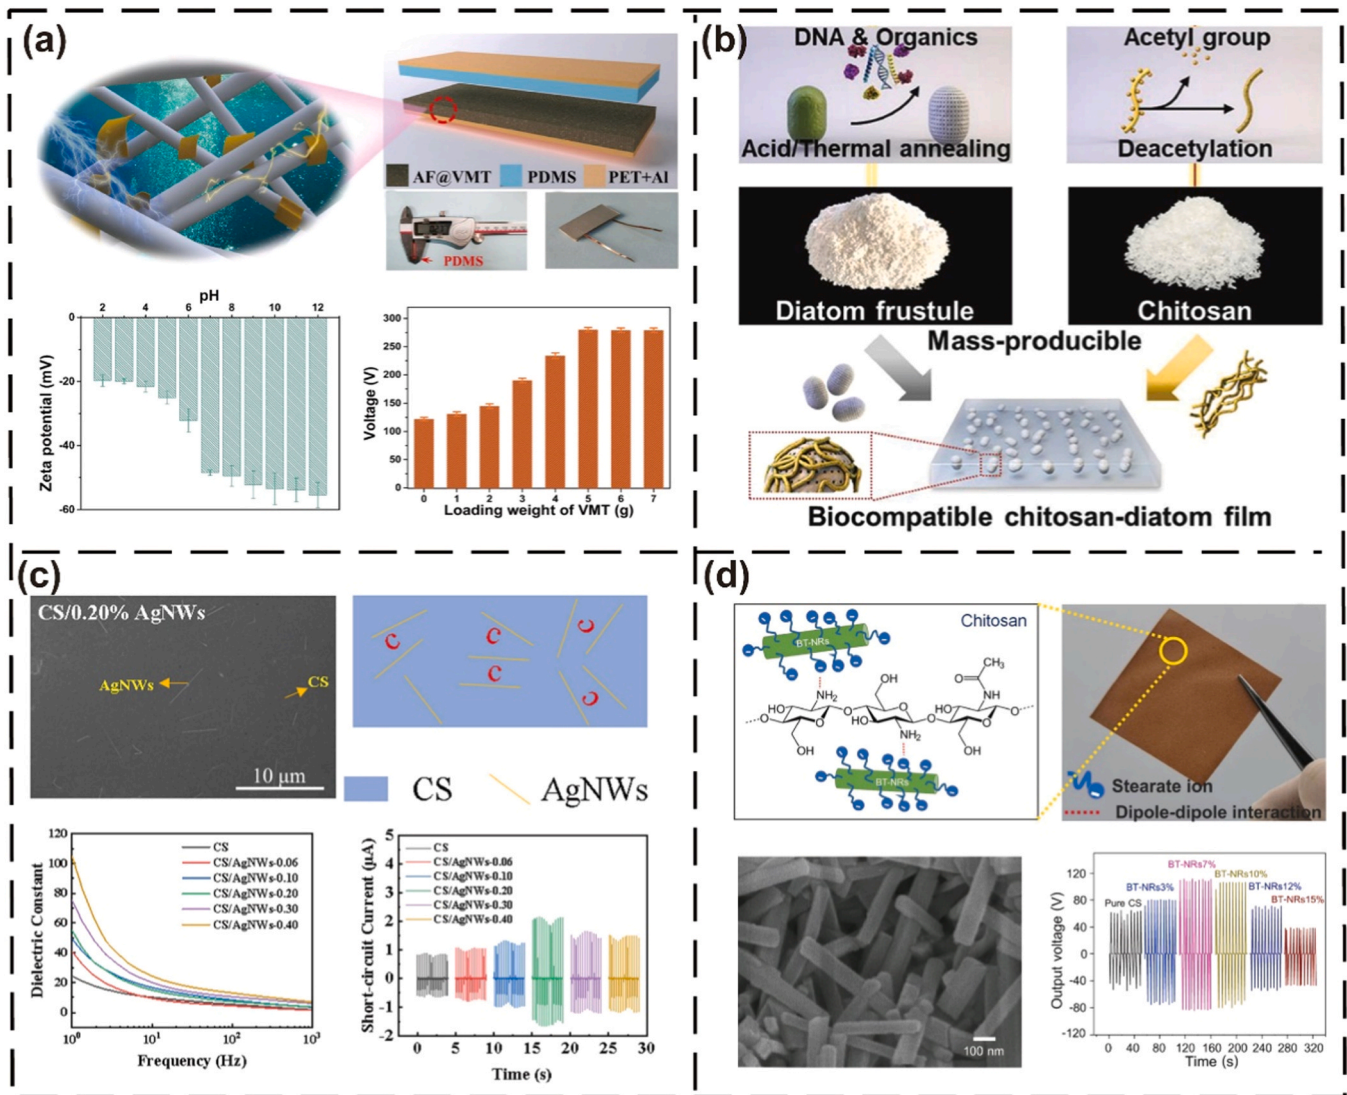 (a)
AF@VMT PDMS PET+Al
PDMS
pH
2 4 6 8 10 12
0
-20
-40
-60
Zeta potential (mV)
300
250
200
150
100
50
0
Voltage (V)
0 1 2 3 4 5 6 7
Loading weight of VMT (g)
(b)
DNA & Organics
Acid/Thermal annealing
Acetyl group
Deacetylation
Diatom frustule
Chitosan
Mass-producible
Biocompatible chitosan-diatom film
(c)
CS/0.20% AgNWs
AgNWs
CS
10 μm
C
C
C
C
C
CS AgNWs
120
100
80
60
40
20
0
Dielectric Constant
CS
CS/AgNWs-0.06
CS/AgNWs-0.10
CS/AgNWs-0.20
CS/AgNWs-0.30
CS/AgNWs-0.40
10⁰ 10¹ 10² 10³
Frequency (Hz)
5
4
3
2
1
0
-1
-2
Short-circuit Current (μA)
CS
CS/AgNWs-0.06
CS/AgNWs-0.10
CS/AgNWs-0.20
CS/AgNWs-0.30
CS/AgNWs-0.40
0 5 10 15 20 25 30
Time (s)
(d)
Chitosan
BT-NRs
CH₃
O
NH
OH
NH₂
HO
O
O
HO
O
O
HO
O
O
O
OH
NH₂
OH
BT-NRs
Stearate ion
Dipole-dipole interaction
100 nm
120
80
40
0
-40
-80
-120
Output voltage (V)
Pure CS
BT-NRs3%
BT-NRs7%
BT-NRs10%
BT-NRs12%
BT-NRs15%
0 40 80 120 160 200 240 280 320
Time (s)